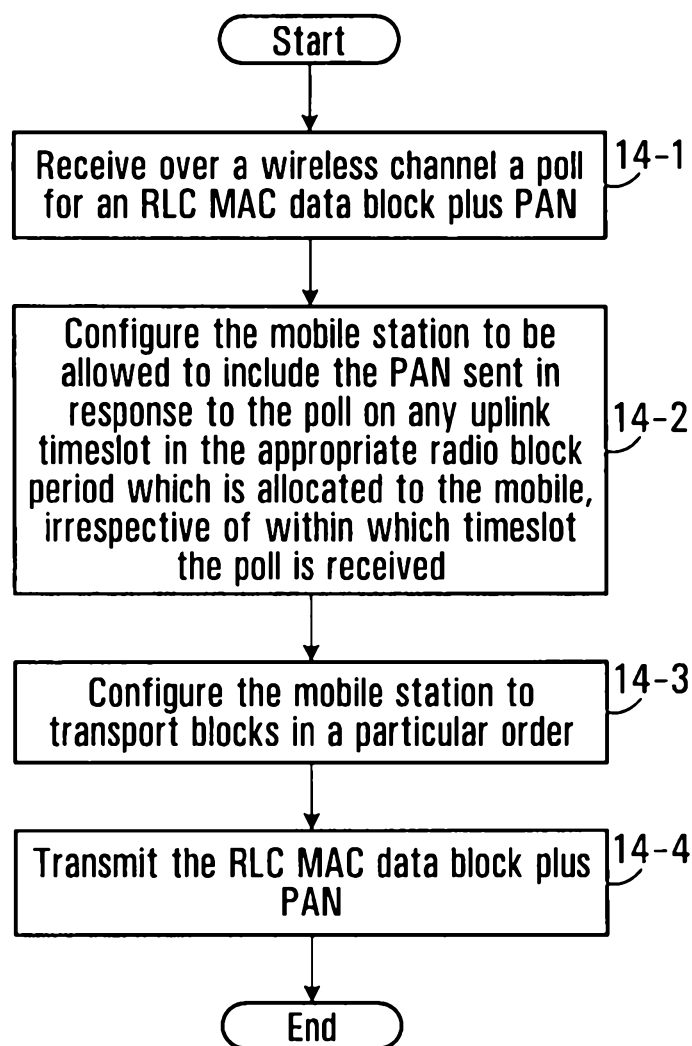 Start
Receive over a wireless channel a poll
for an RLC MAC data block plus PAN
14-1
Configure the mobile station to be
allowed to include the PAN sent in
response to the poll on any uplink
timeslot in the appropriate radio block
period which is allocated to the mobile,
irrespective of within which timeslot
the poll is received
14-2
Configure the mobile station to
transport blocks in a particular order
14-3
Transmit the RLC MAC data block plus
PAN
14-4
End